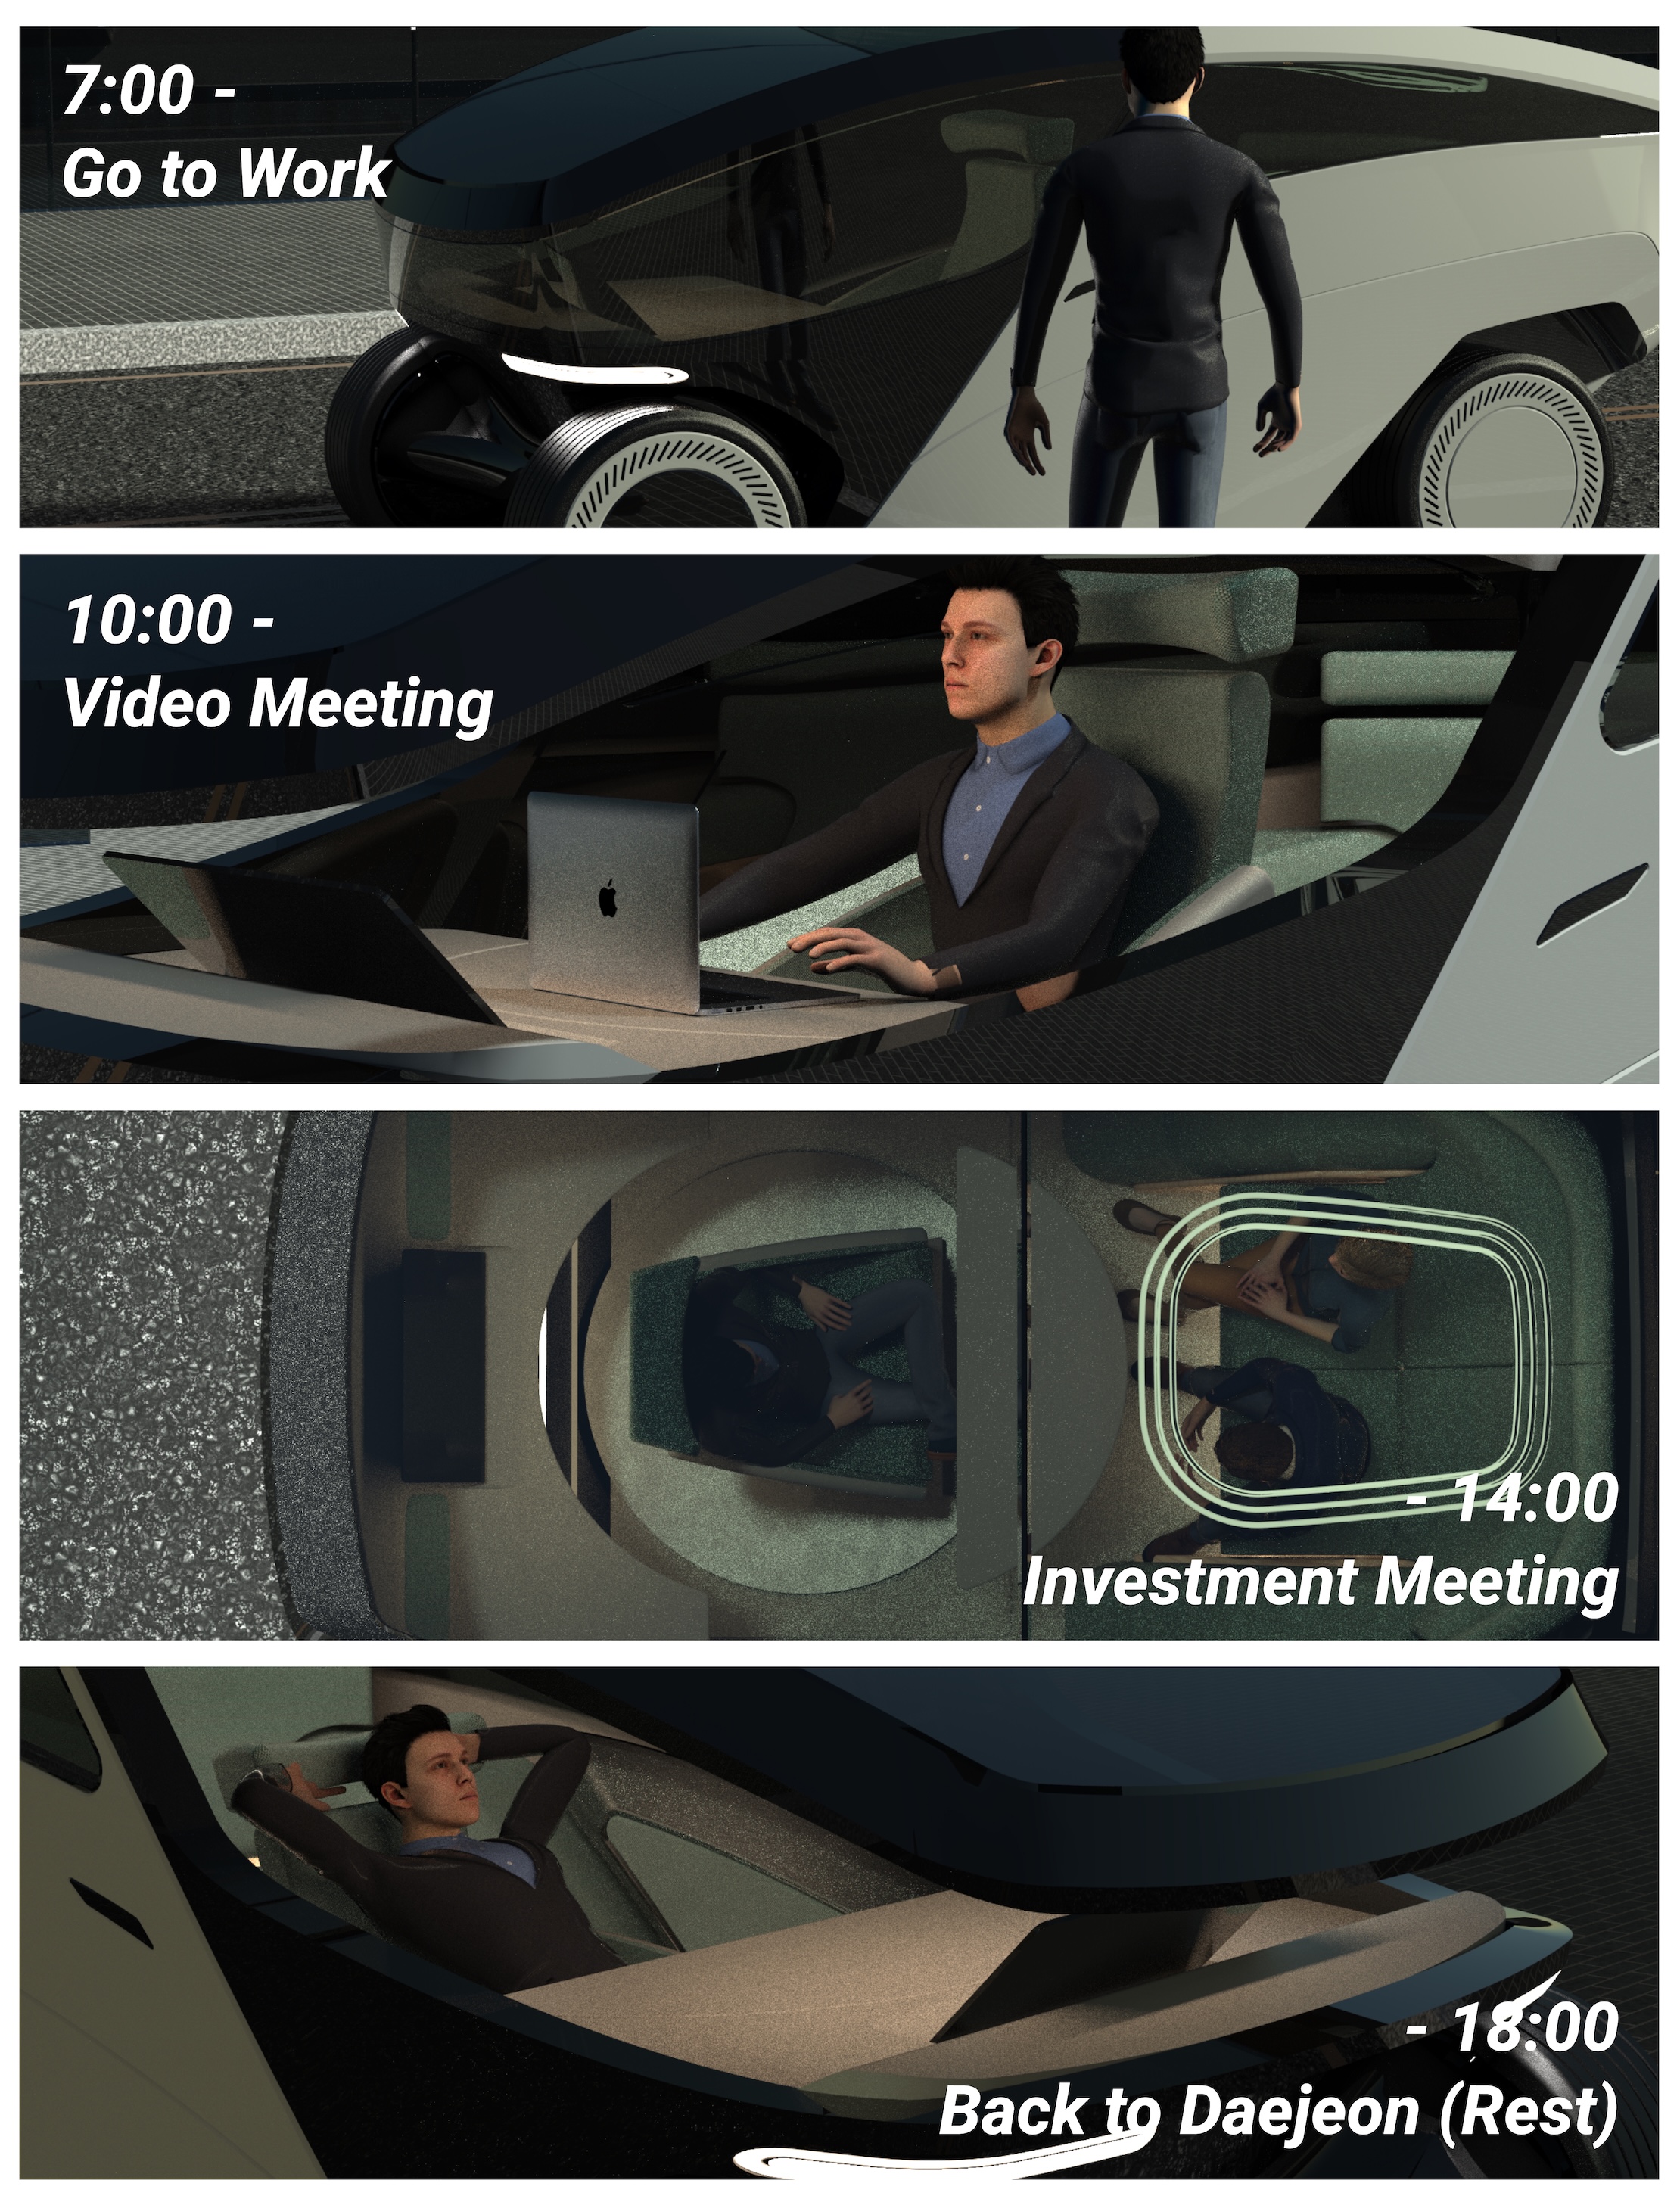 7:00 -
Go to Work
10:00 -
Video Meeting
- 14:00
Investment Meeting
- 18:00
Back to Daejeon (Rest)